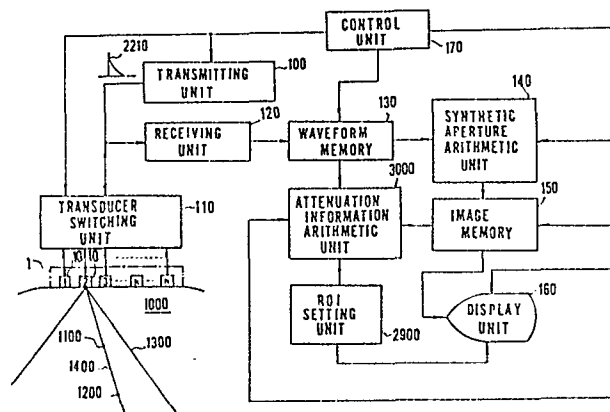 CONTROL
UNIT
170
2210
100
TRANSMITTING
UNIT
120
RECEIVING
UNIT
130
WAVEFORM
MEMORY
140
SYNTHETIC
APERTURE
ARITHMETIC
UNIT
3000
ATTENUATION
INFORMATION
ARITHMETIC
UNIT
150
IMAGE
MEMORY
TRANSDUCER
SWITCHING
UNIT
110
1
10
10
1000
ROI
SETTING
UNIT
2900
160
DISPLAY
UNIT
1100
1300
1400
1200